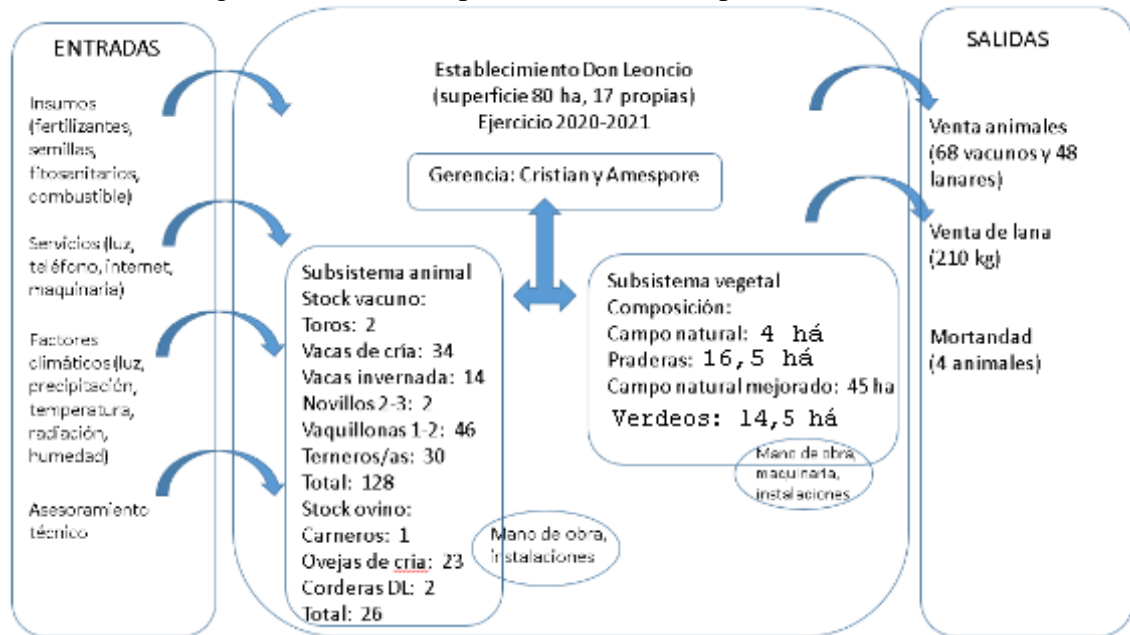 ENTRADAS
Insumos
(fertilizantes,
semillas,
fitosanitarios,
combustible)
Servicios (luz,
teléfono, internet,
maquinaria)
Factores
climáticos (luz,
precipitación,
temperatura,
radiación,
humedad)
Asesoramiento
técnico
Establecimiento Don Leoncio
(superficie 80 ha, 17 propias)
Ejercicio 2020-2021
Gerencia: Cristian y Amespore
Subsistema animal
Stock vacuno:
Toros: 2
Vacas de cría: 34
Vacas invernada: 14
Novillos 2-3: 2
Vaquillonas 1-2: 46
Terneros/as: 30
Total: 128
Stock ovino:
Carneros: 1
Ovejas de cria: 23
Corderas DL: 2
Total: 26
Mano de obra,
instalaciones
Subsistema vegetal
Composición:
Campo natural: 4 há
Praderas: 16,5 há
Campo natural mejorado: 45 ha
Verdeos: 14,5 há
Mano de obra,
maquinaria,
instalaciones
SALIDAS
Venta animales
(68 vacunos y 48
lanares)
Venta de lana
(210 kg)
Mortandad
(4 animales)